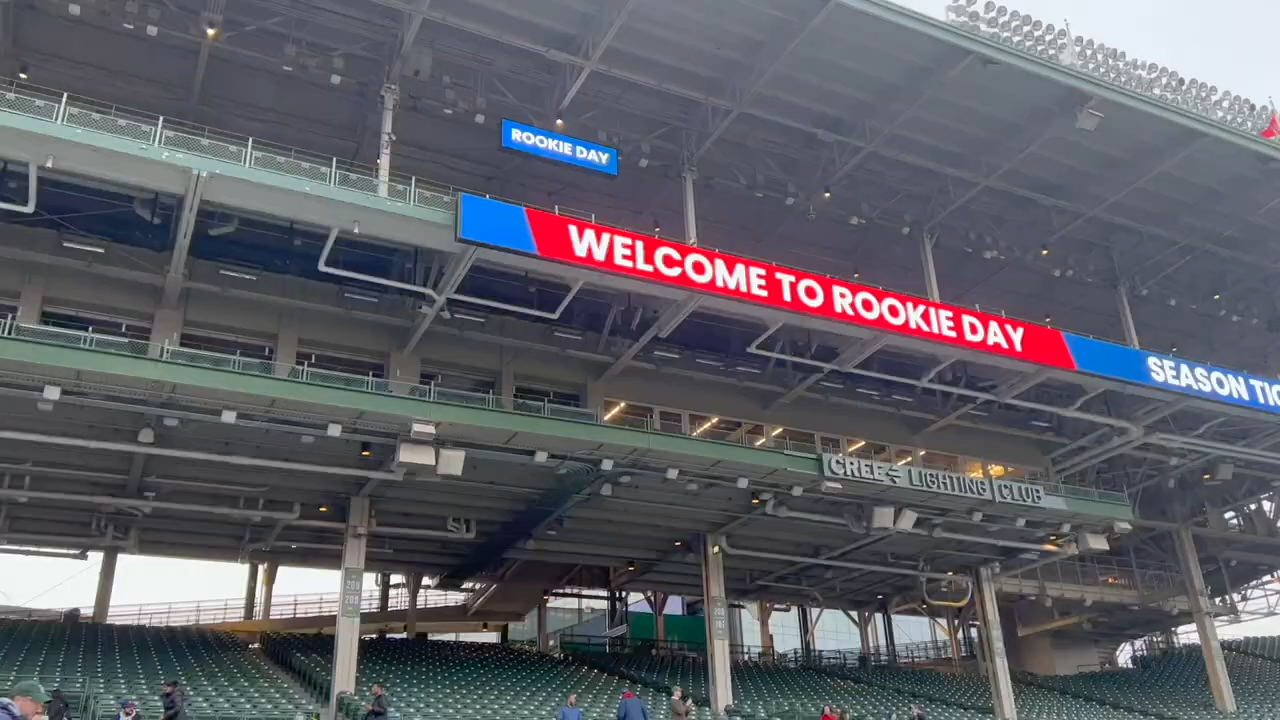 ROOKIE DAY
WELCOME TO ROOKIE DAY
SEASON TIC
CREE LIGHTING CLUB